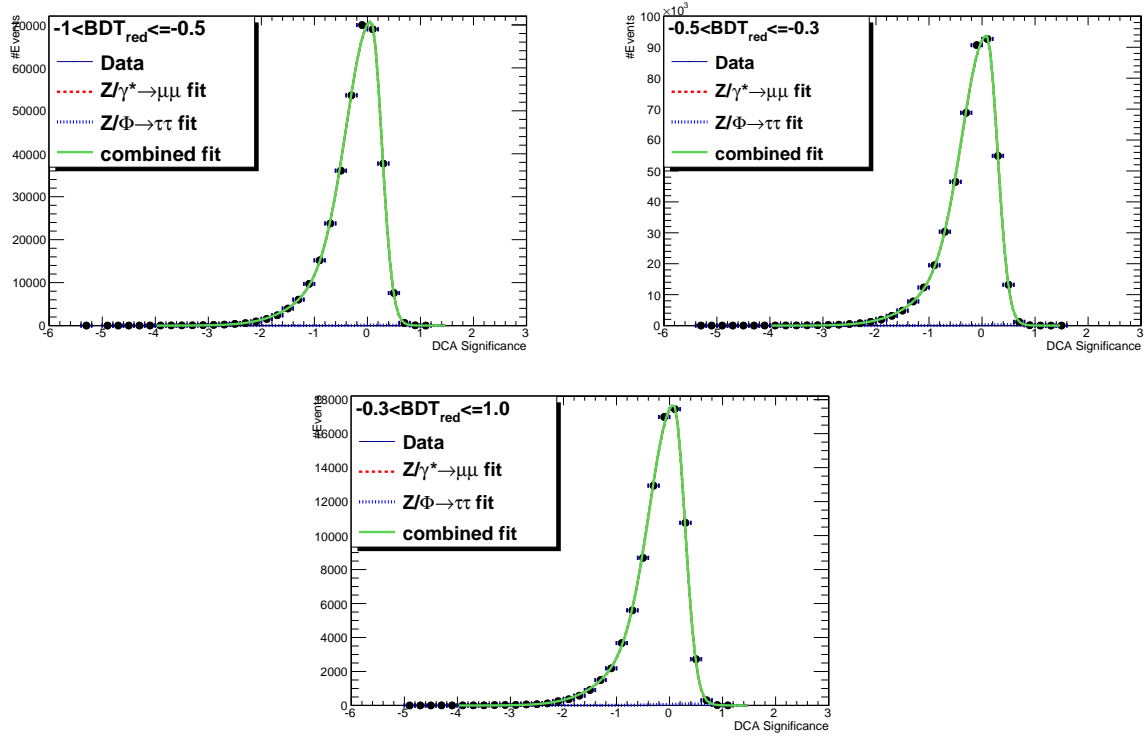 -1<BDTred<=-0.5
Data
Z/γ*→μμ fit
Z/Φ→ττ fit
combined fit
#Events
70000
60000
50000
40000
30000
20000
10000
0
-6 -5 -4 -3 -2 -1 0 1 2 3
DCA Significance
-0.5<BDTred<=-0.3
Data
Z/γ*→μμ fit
Z/Φ→ττ fit
combined fit
#Events
×10³
100
90
80
70
60
50
40
30
20
10
0
-6 -5 -4 -3 -2 -1 0 1 2 3
DCA Significance
-0.3<BDTred<=1.0
Data
Z/γ*→μμ fit
Z/Φ→ττ fit
combined fit
#Events
18000
16000
14000
12000
10000
8000
6000
4000
2000
0
-6 -5 -4 -3 -2 -1 0 1 2 3
DCA Significance